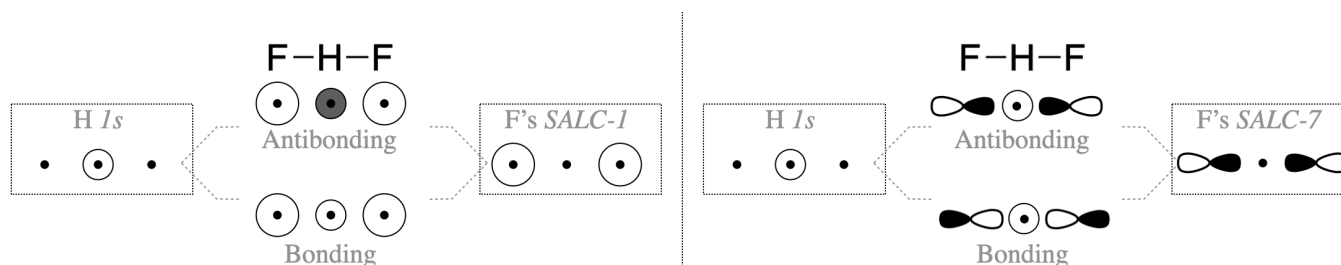 F–H–F
H 1s
Antibonding
F's SALC-1
Bonding
F–H–F
H 1s
Antibonding
F's SALC-7
Bonding